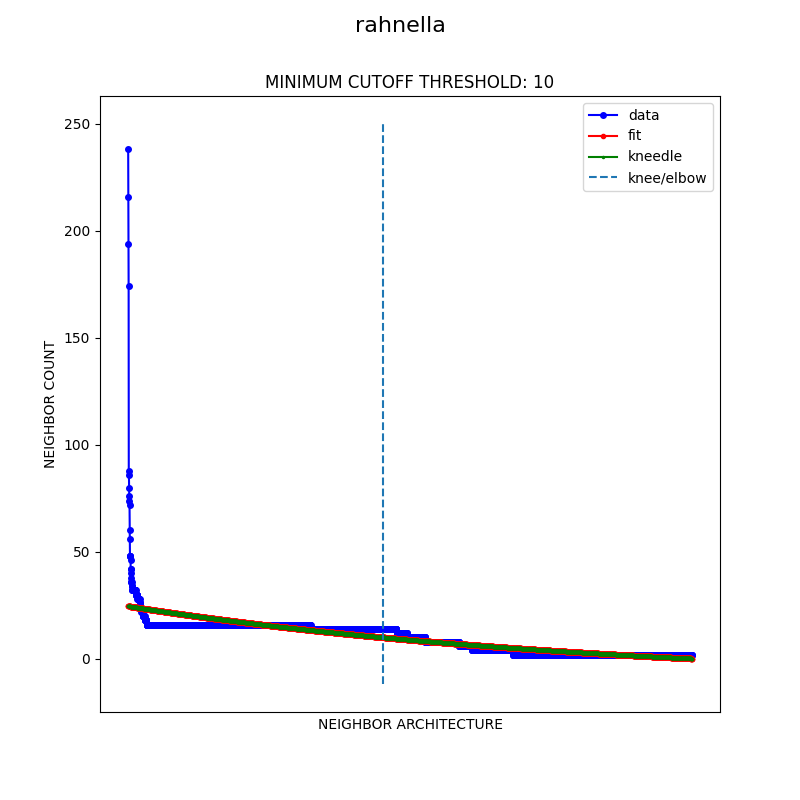 rahnella
MINIMUM CUTOFF THRESHOLD: 10
data
fit
kneedle
knee/elbow
250
200
150
100
50
0
NEIGHBOR COUNT
NEIGHBOR ARCHITECTURE